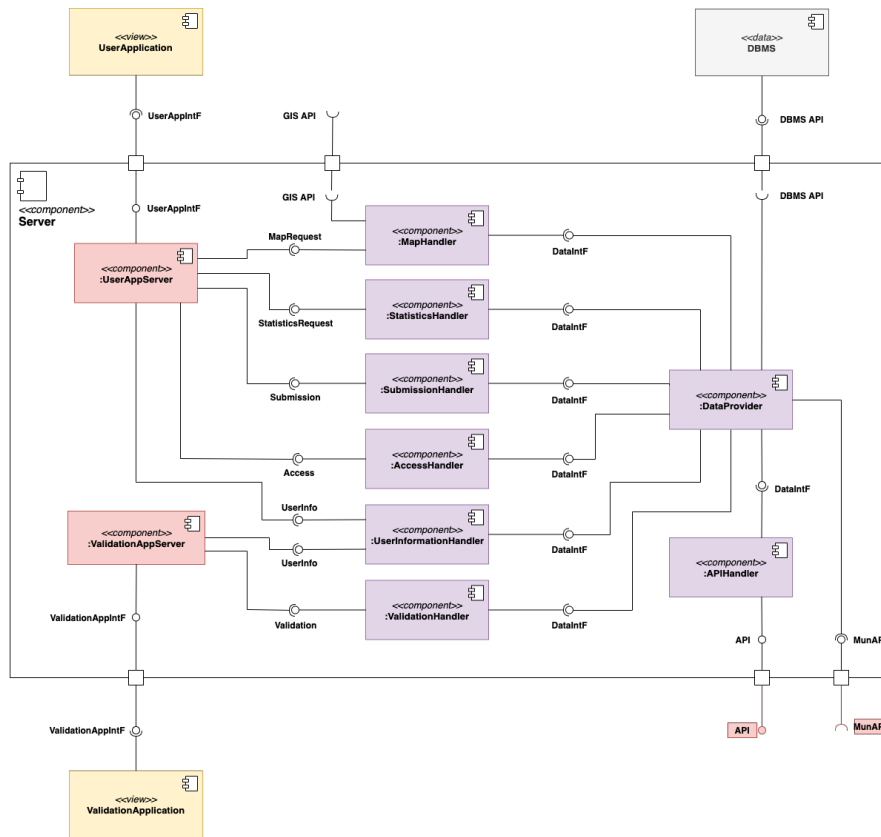 <<view>>
UserApplication
<<data>>
DBMS
UserAppIntF
GIS API
DBMS API
<<component>>
Server
UserAppIntF
GIS API
DBMS API
MapRequest
<<component>>
:MapHandler
DataIntF
<<component>>
:UserAppServer
StatisticsRequest
<<component>>
:StatisticsHandler
DataIntF
Submission
<<component>>
:SubmissionHandler
DataIntF
<<component>>
:DataProvider
Access
<<component>>
:AccessHandler
DataIntF
DataIntF
UserInfo
<<component>>
:ValidationAppServer
UserInfo
<<component>>
:UserInformationHandler
DataIntF
<<component>>
:APIHandler
ValidationAppIntF
Validation
<<component>>
:ValidationHandler
DataIntF
API
MunAP
ValidationAppIntF
API
MunAP
<<view>>
ValidationApplication